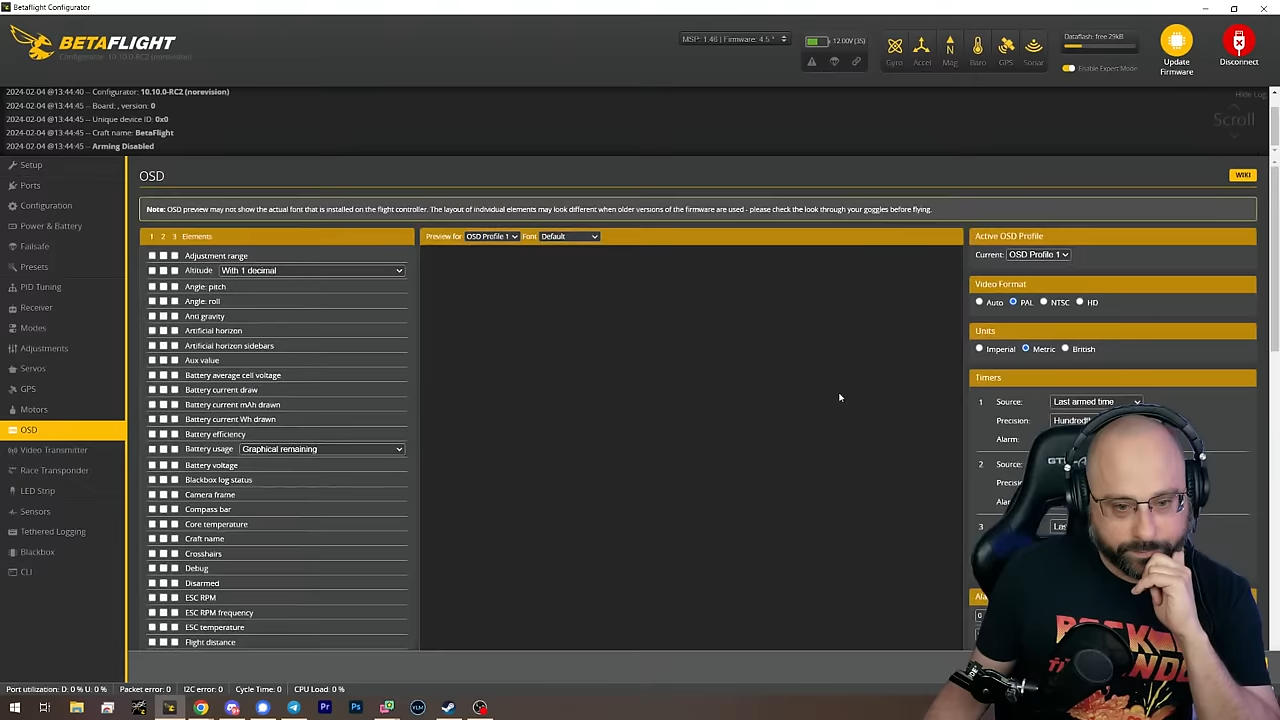 Betaflight Configurator
BETAFLIGHT
Configurator 10.10.0-RC2 (norevision)
MSP: 1.46 | Firmware: 4.5.*
12.00V (3S)
Gyro Accel Mag Baro GPS Sonar
Dataflash: free 29kB
Enable Expert Mode
Update Firmware
Disconnect
2024-02-04 @13:44:40 -- Configurator: 10.10.0-RC2 (norevision)
2024-02-04 @13:44:45 -- Board: , version: 0
2024-02-04 @13:44:45 -- Unique device ID: 0x0
2024-02-04 @13:44:45 -- Craft name: BetaFlight
2024-02-04 @13:44:45 -- Arming Disabled
Hide Log
Scroll
Setup
Ports
Configuration
Power & Battery
Failsafe
Presets
PID Tuning
Receiver
Modes
Adjustments
Servos
GPS
Motors
OSD
Video Transmitter
Race Transponder
LED Strip
Sensors
Tethered Logging
Blackbox
CLI
OSD
WIKI
Note: OSD preview may not show the actual font that is installed on the flight controller. The layout of individual elements may look different when older versions of the firmware are used - please check the look through your goggles before flying.
1 2 3 Elements
Adjustment range
Altitude With 1 decimal
Angle: pitch
Angle: roll
Anti gravity
Artificial horizon
Artificial horizon sidebars
Aux value
Battery average cell voltage
Battery current draw
Battery current mAh drawn
Battery current Wh drawn
Battery efficiency
Battery usage Graphical remaining
Battery voltage
Blackbox log status
Camera frame
Compass bar
Core temperature
Craft name
Crosshairs
Debug
Disarmed
ESC RPM
ESC RPM frequency
ESC temperature
Flight distance
Preview for OSD Profile 1 Font Default
Active OSD Profile
Current: OSD Profile 1
Video Format
Auto PAL NTSC HD
Units
Imperial Metric British
Timers
1 Source: Last armed time
Precision:
Alarm:
2 Source:
3
Port utilization: D: 0 % U: 0 %
Packet error: 0
I2C error: 0
Cycle Time: 0
CPU Load: 0 %